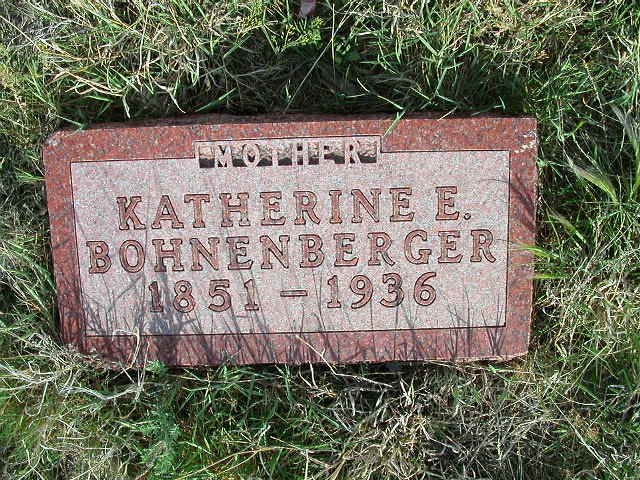 MOTHER
KATHERINE E.
BOHNENBERGER
1851 – 1936